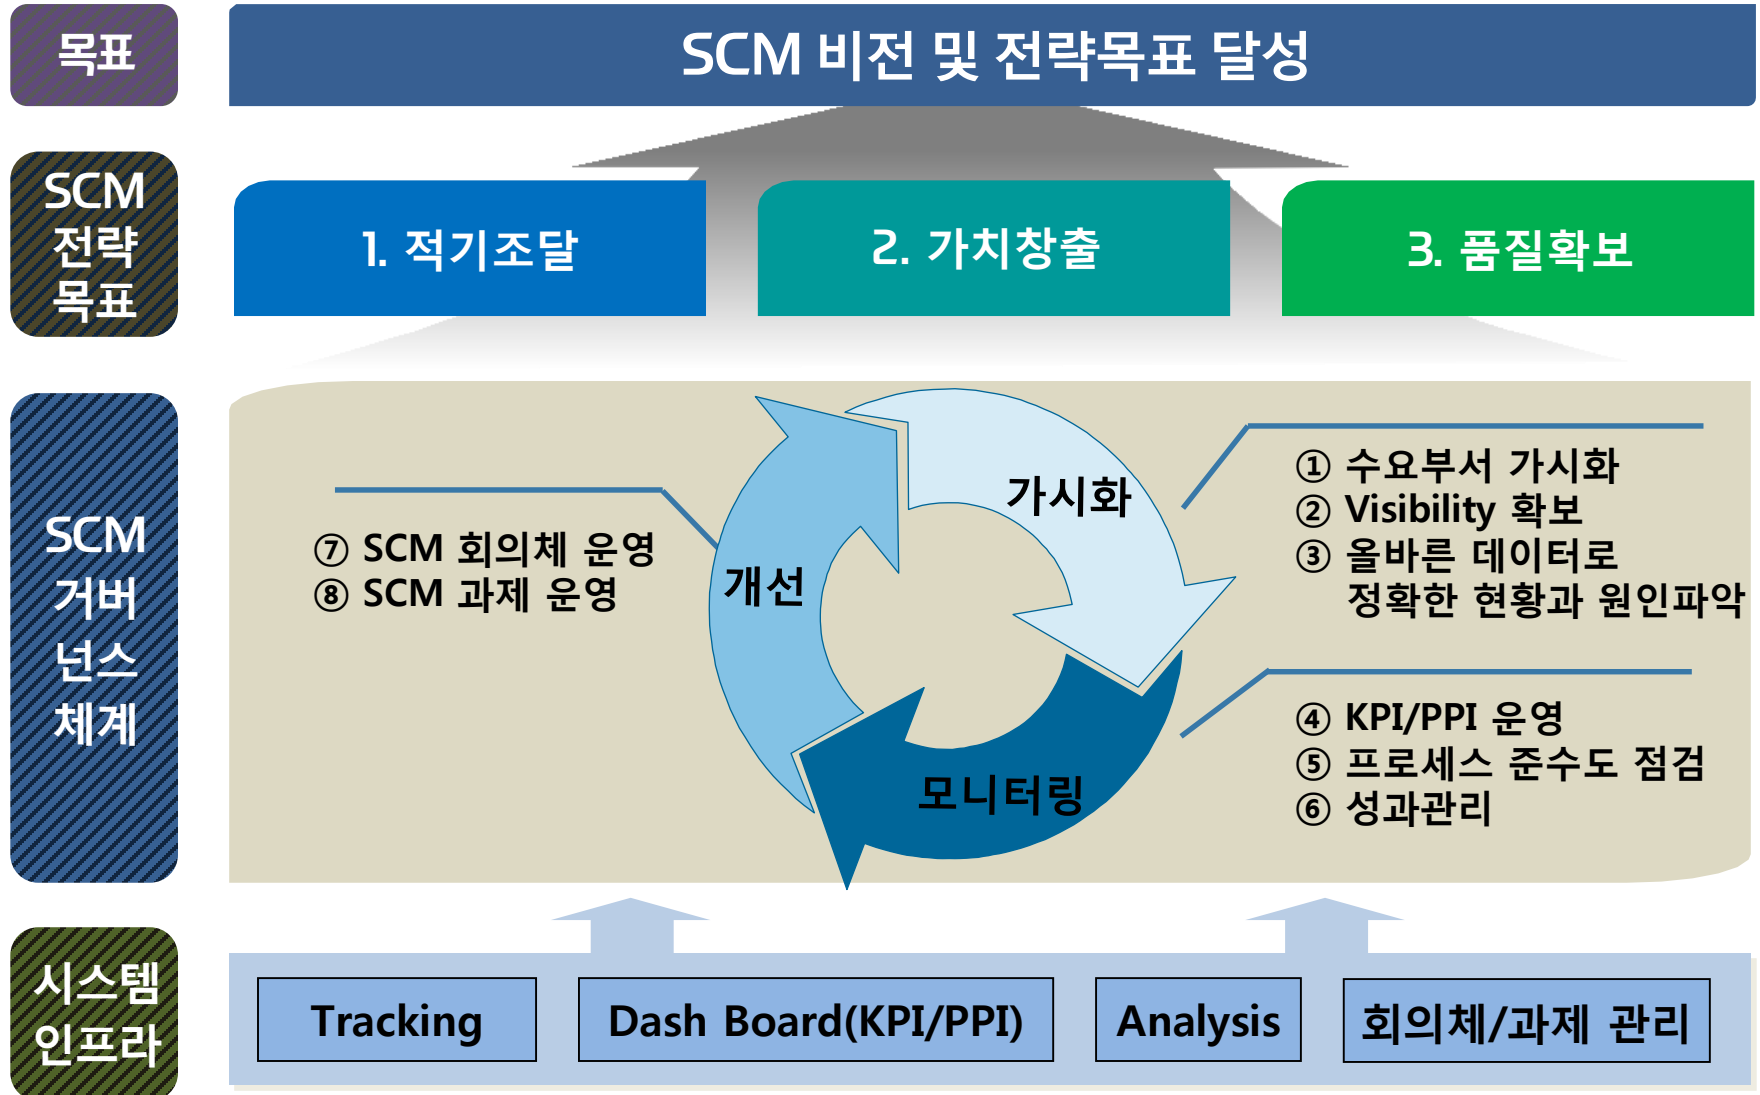 목표
SCM 비전 및 전략목표 달성
SCM
전략
목표
1. 적기조달
2. 가치창출
3. 품질확보
SCM
거버
넌스
체계
가시화
① 수요부서 가시화
② Visibility 확보
③ 올바른 데이터로
정확한 현황과 원인파악
모니터링
④ KPI/PPI 운영
⑤ 프로세스 준수도 점검
⑥ 성과관리
개선
⑦ SCM 회의체 운영
⑧ SCM 과제 운영
시스템
인프라
Tracking
Dash Board(KPI/PPI)
Analysis
회의체/과제 관리